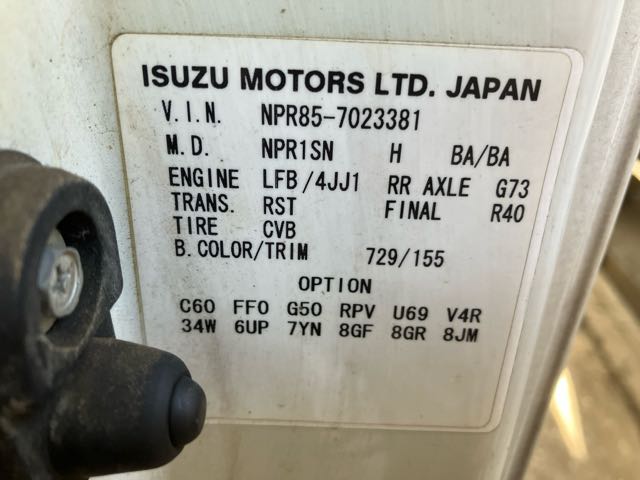 ISUZU MOTORS LTD. JAPAN
V.I.N. NPR85-7023381
M.D. NPR1SN H BA/BA
ENGINE LFB/4JJ1 RR AXLE G73
TRANS. RST FINAL R40
TIRE CVB
B.COLOR/TRIM 729/155
OPTION
C60 FF0 G50 RPV U69 V4R
34W 6UP 7YN 8GF 8GR 8JM